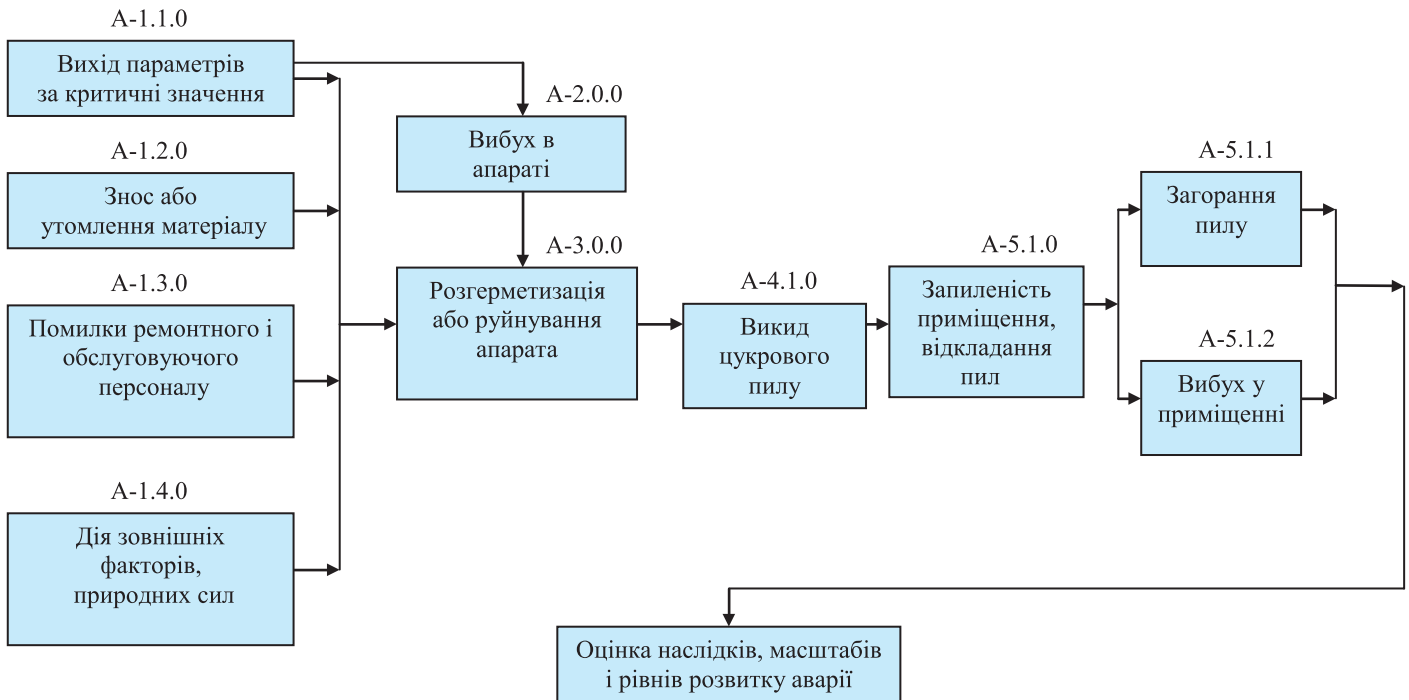 А-1.1.0
Вихід параметрів
за критичні значення
А-1.2.0
Знос або
утомлення матеріалу
А-1.3.0
Помилки ремонтного і
обслуговуючого
персоналу
А-1.4.0
Дія зовнішніх
факторів,
природних сил
А-2.0.0
Вибух в
апараті
А-3.0.0
Розгерметизація
або руйнування
апарата
А-4.1.0
Викид
цукрового
пилу
А-5.1.0
Запиленість
приміщення,
відкладання
пил
А-5.1.1
Загорання
пилу
А-5.1.2
Вибух у
приміщенні
Оцінка наслідків, масштабів
і рівнів розвитку аварії